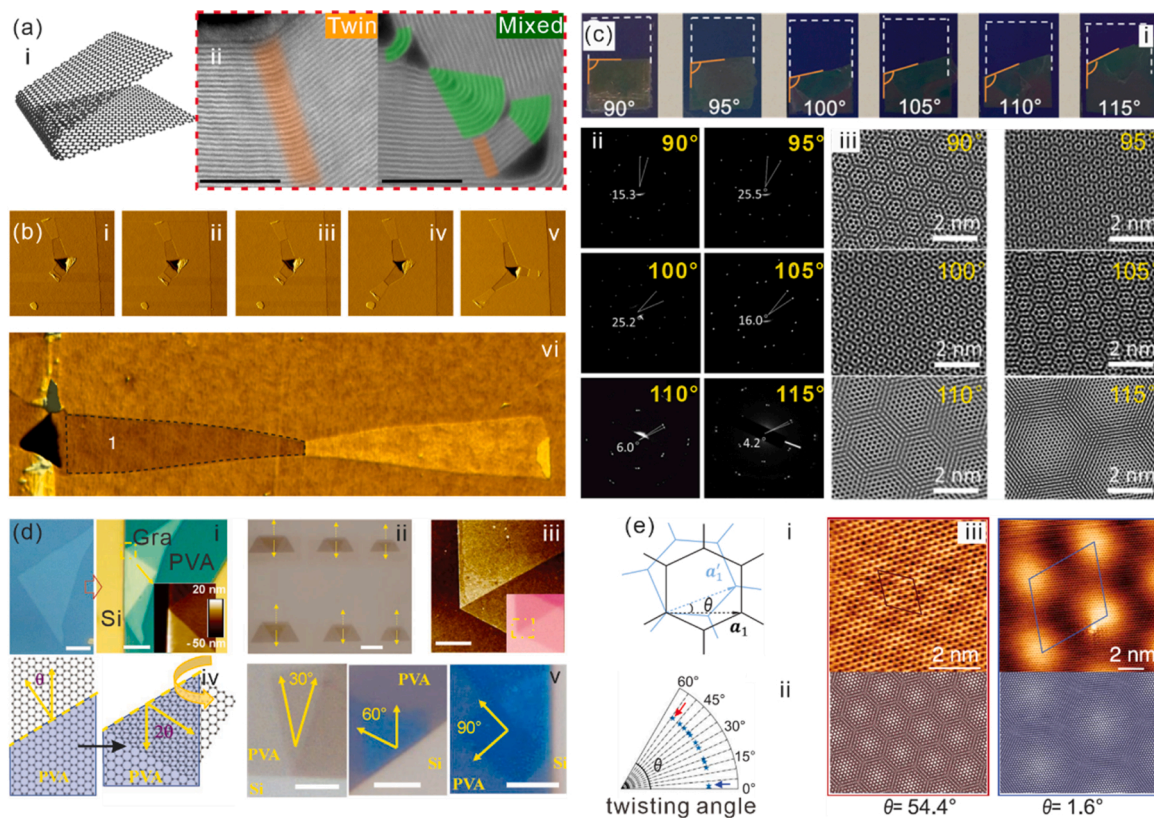 (a)
i
ii
Twin
Mixed
(b)
i
ii
iii
iv
v
vi
1
(c)
i
90°
95°
100°
105°
110°
115°
ii
90°
15.3
95°
25.5
100°
25.2
105°
16.0
110°
6.0
115°
4.2
iii
90°
2 nm
95°
2 nm
100°
2 nm
105
2 nm
110°
2 nm
115°
2 nm
(d)
i
Gra
PVA
Si
20 nm
-50 nm
ii
iii
iv
θ
PVA
2θ
PVA
v
30°
PVA
Si
60°
PVA
Si
90°
PVA
Si
(e)
i
a′₁
θ
a₁
ii
60°
45°
30°
15°
0°
θ
twisting angle
iii
2 nm
2 nm
θ= 54.4°
θ= 1.6°